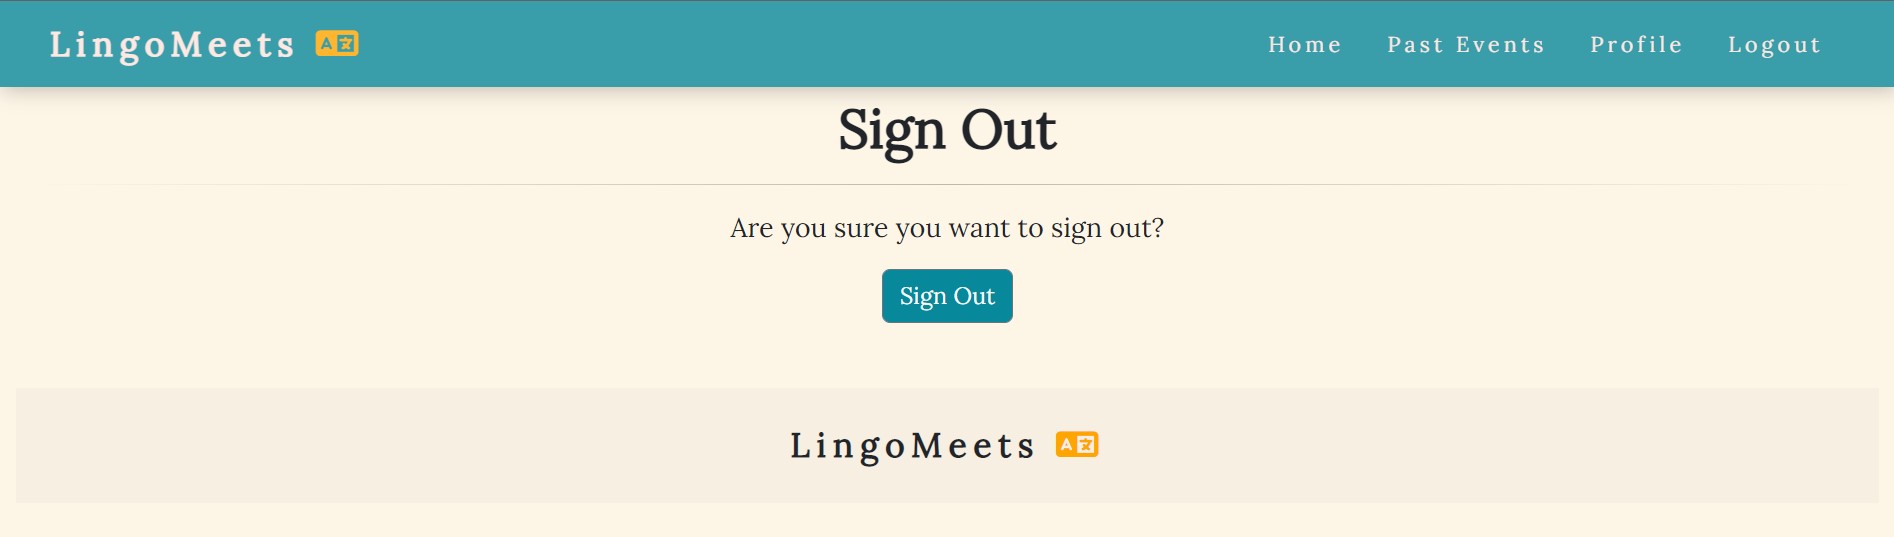 LingoMeets A文 Home Past Events Profile Logout
Sign Out
Are you sure you want to sign out?
Sign Out
LingoMeets A文